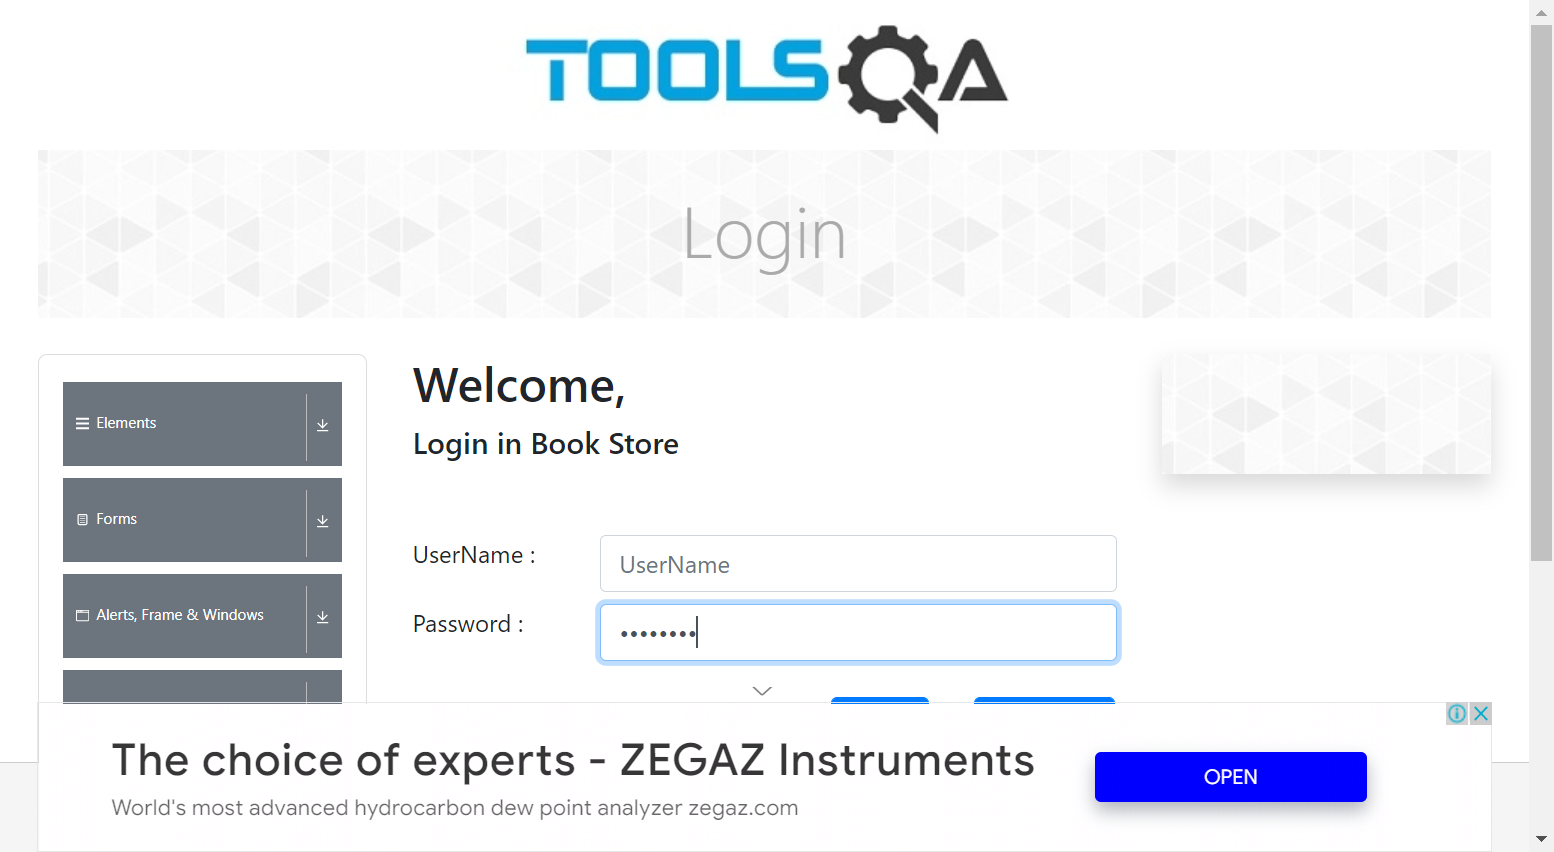 TOOLSQA
Login
Elements
Forms
Alerts, Frame & Windows
Welcome,
Login in Book Store
UserName :
UserName
Password :
••••••••
The choice of experts - ZEGAZ Instruments
World's most advanced hydrocarbon dew point analyzer zegaz.com
OPEN